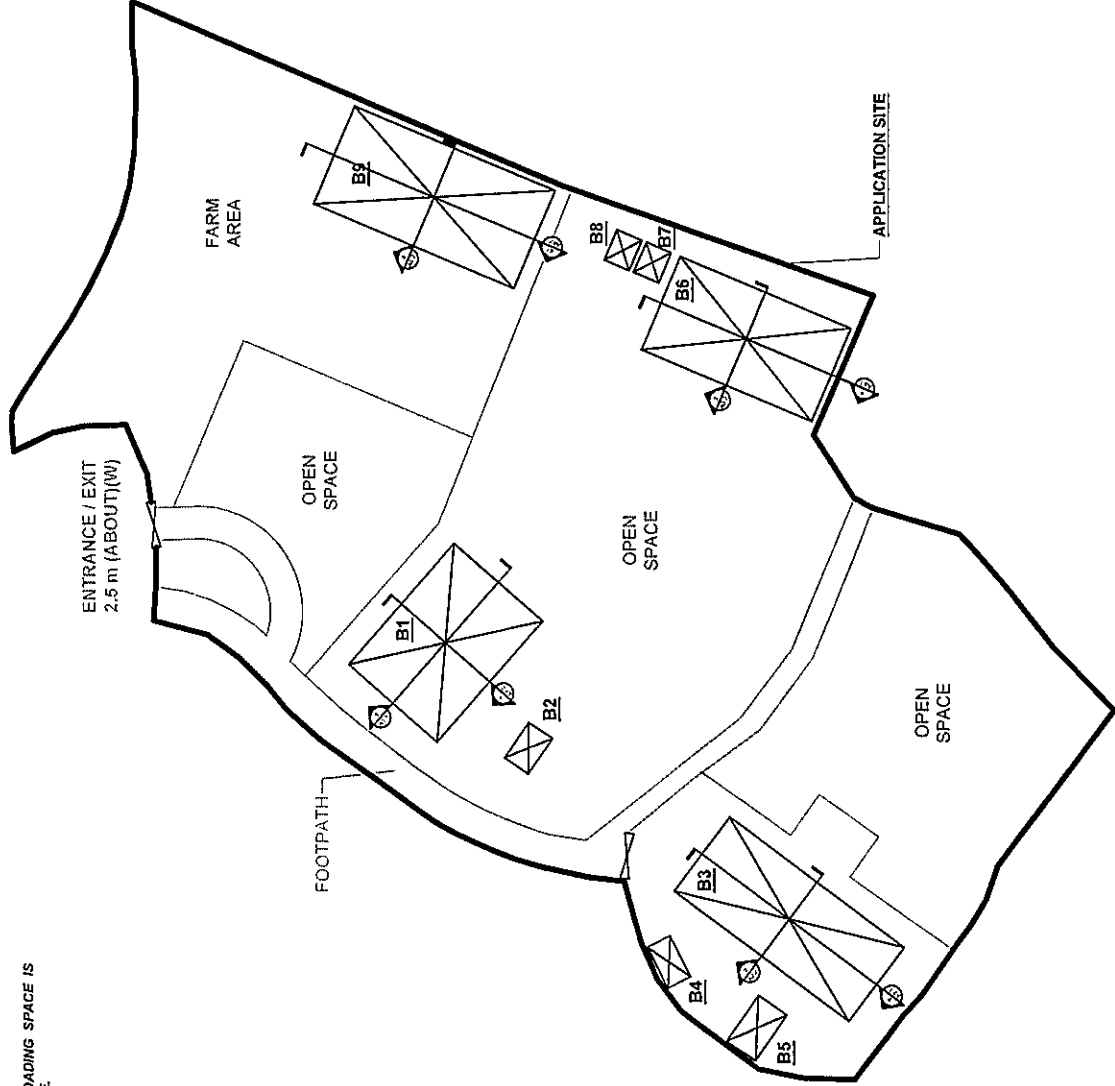 FARM
AREA
B9
ENTRANCE / EXIT
2.5 m (ABOUT)(W)
OPEN
SPACE
B8
B7
APPLICATION SITE
B6
B1
OPEN
SPACE
B2
FOOTPATH
OPEN
SPACE
B3
B4
B5
SPACE IS